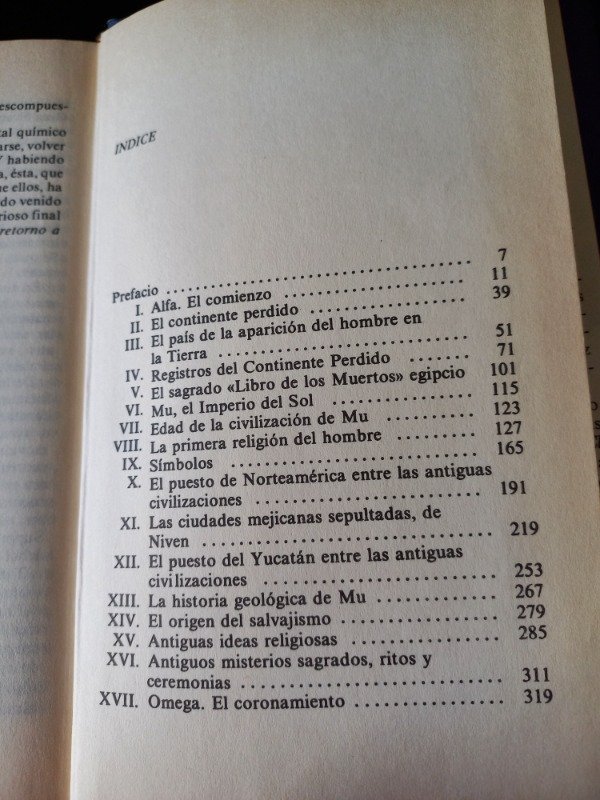 escompues-
tal químico
arse, volver
Y habiendo
a, ésta, que
ue ellos, ha
do venido
rioso final
retorno a
INDICE
Prefacio 7
I. Alfa. El comienzo 11
II. El continente perdido 39
III. El país de la aparición del hombre en
la Tierra 51
IV. Registros del Continente Perdido 71
V. El sagrado «Libro de los Muertos» egipcio 101
VI. Mu, el Imperio del Sol 115
VII. Edad de la civilización de Mu 123
VIII. La primera religión del hombre 127
IX. Símbolos 165
X. El puesto de Norteamérica entre las antiguas
civilizaciones 191
XI. Las ciudades mejicanas sepultadas, de
Niven 219
XII. El puesto del Yucatán entre las antiguas
civilizaciones 253
XIII. La historia geológica de Mu 267
XIV. El origen del salvajismo 279
XV. Antiguas ideas religiosas 285
XVI. Antiguos misterios sagrados, ritos y
ceremonias 311
XVII. Omega. El coronamiento 319